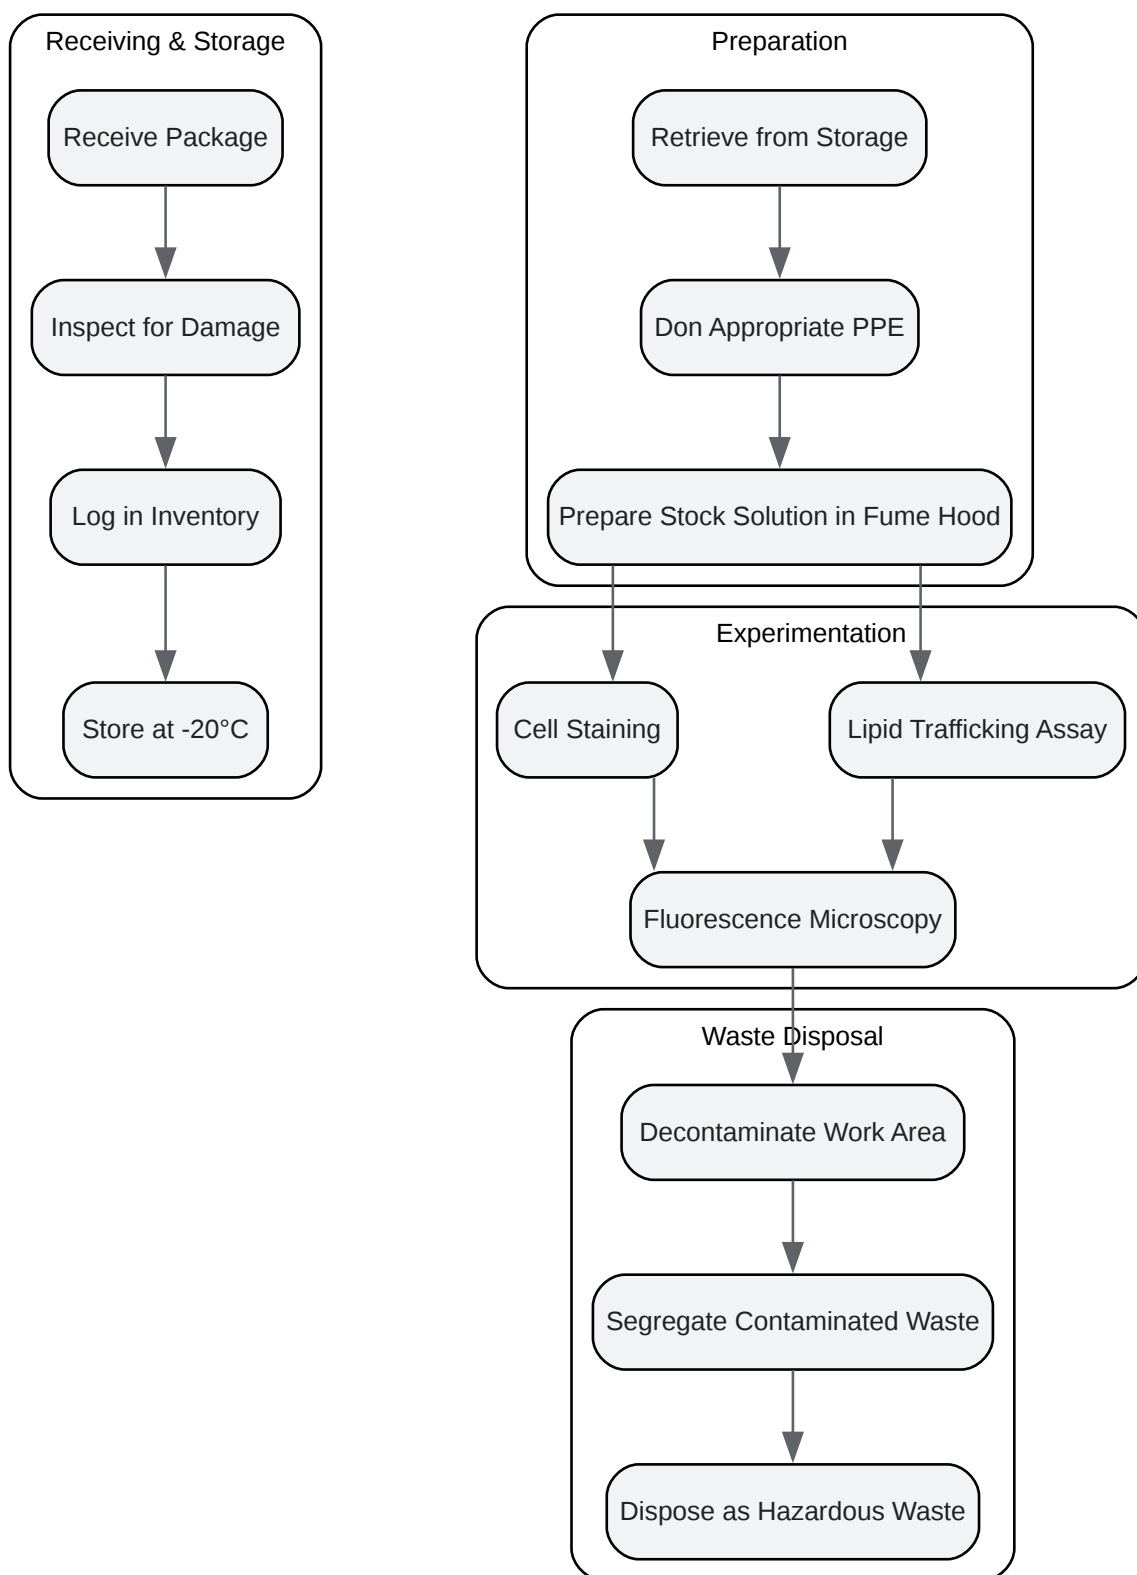 Receiving & Storage
Receive Package
Inspect for Damage
Log in Inventory
Store at -20°C
Preparation
Retrieve from Storage
Don Appropriate PPE
Prepare Stock Solution in Fume Hood
Experimentation
Cell Staining
Lipid Trafficking Assay
Fluorescence Microscopy
Waste Disposal
Decontaminate Work Area
Segregate Contaminated Waste
Dispose as Hazardous Waste